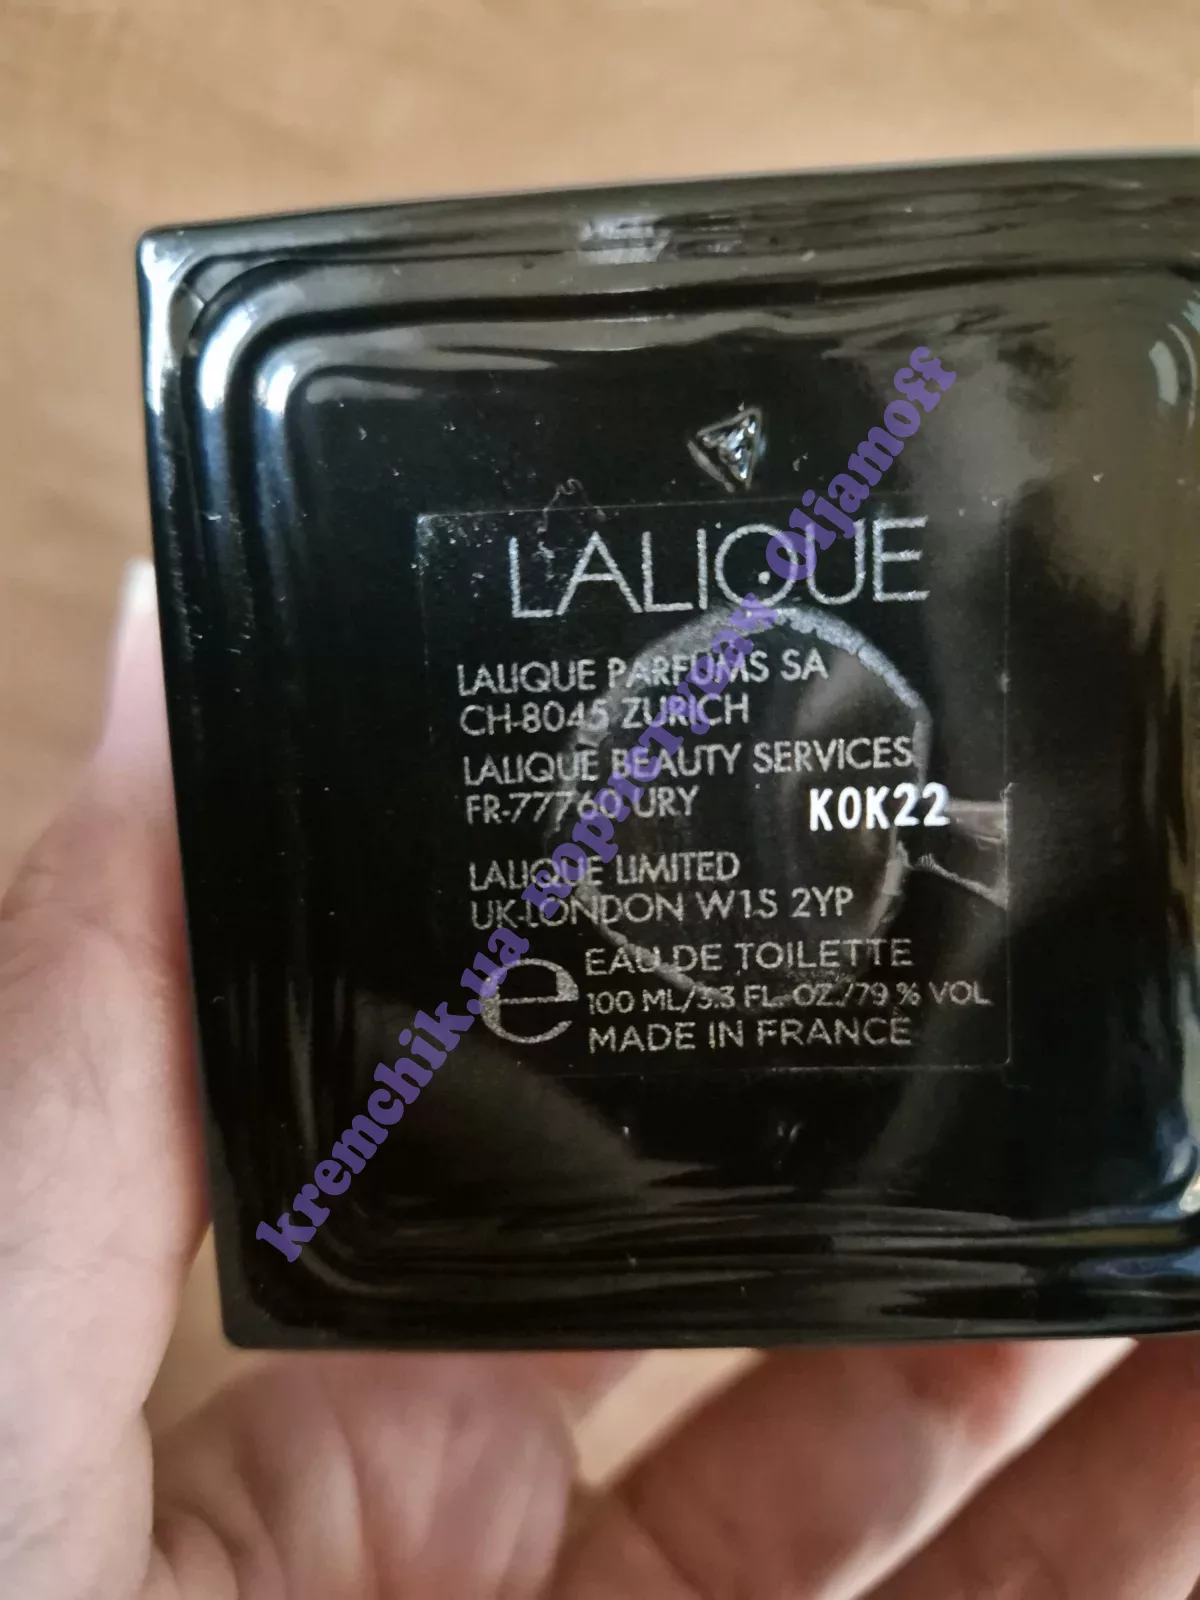 LALIQUE
LALIQUE PARFUMS SA
CH-8045 ZURICH
LALIQUE BEAUTY SERVICES
FR-77760 URY
K0K22
LALIQUE LIMITED
UK-LONDON W1S 2YP
e
EAU DE TOILETTE
100 ML/3.3 FL. OZ./79 % VOL
MADE IN FRANCE
kremchik.ua користувач Oljamoff